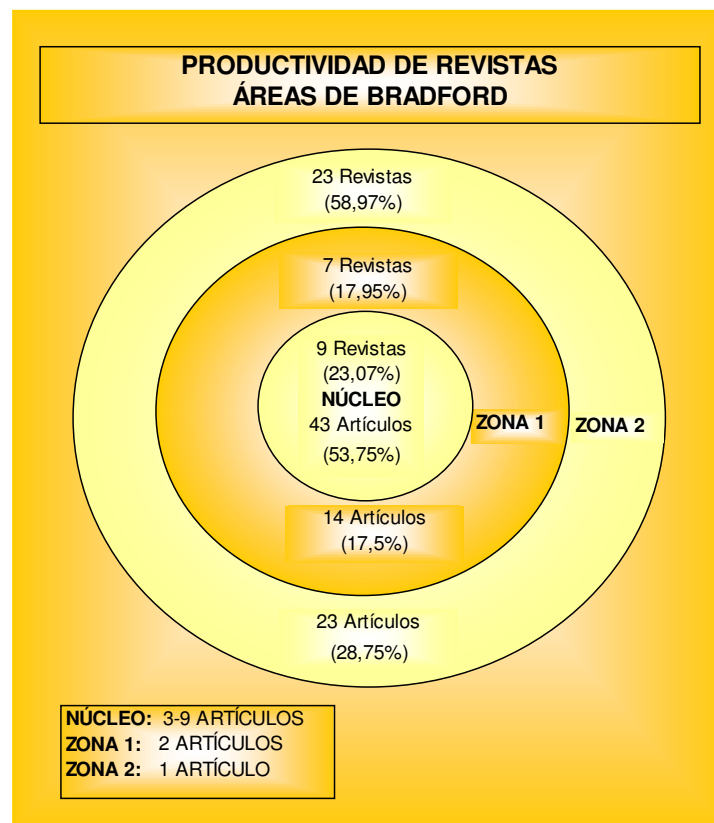 PRODUCTIVIDAD DE REVISTAS
ÁREAS DE BRADFORD
23 Revistas
(58,97%)
7 Revistas
(17,95%)
9 Revistas
(23,07%)
NÚCLEO
43 Artículos
(53,75%)
ZONA 1
ZONA 2
14 Artículos
(17,5%)
23 Artículos
(28,75%)
NÚCLEO: 3-9 ARTÍCULOS
ZONA 1: 2 ARTÍCULOS
ZONA 2: 1 ARTÍCULO